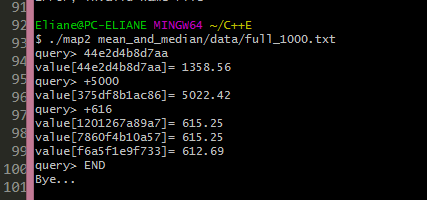 91
92
Eliane@PC-ELIANE MINGW64 ~/C++E
93
$ ./map2 mean_and_median/data/full_1000.txt
94
query> 44e2d4b8d7aa
value[44e2d4b8d7aa]= 1358.56
95
query> +5000
96
value[375df8b1ac86]= 5022.42
query> +616
97
value[1201267a89a7]= 615.25
98
value[7860f4b10a57]= 615.25
99
value[f6a5f1e9f733]= 612.69
100
query> END
101
Bye...